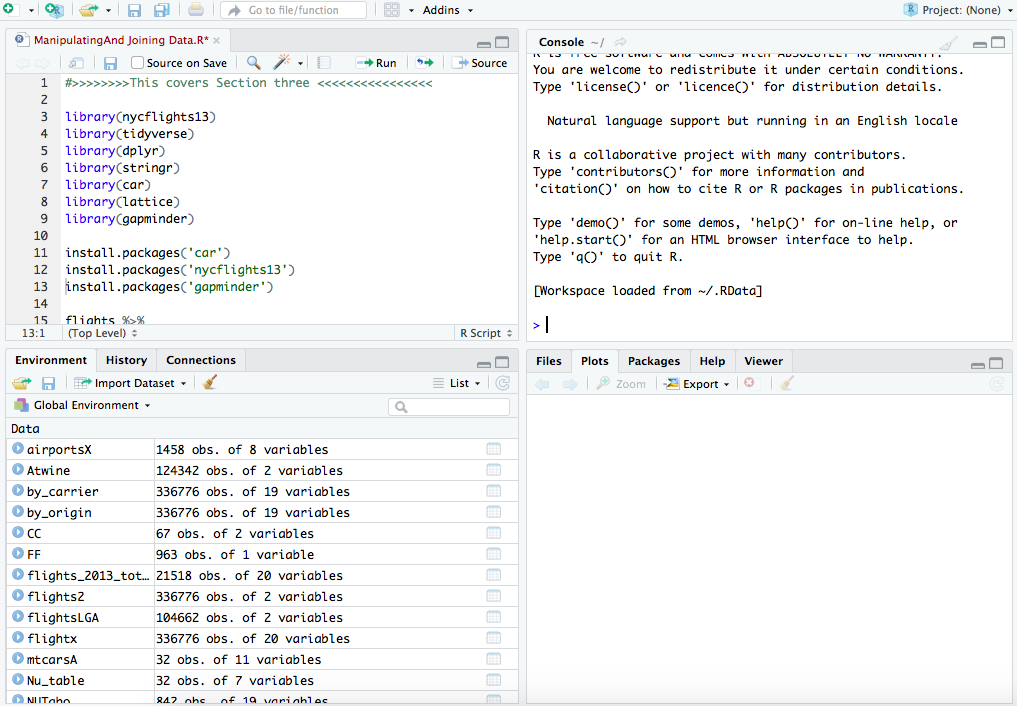 Go to file/function
Addins
Project: (None)
ManipulatingAnd Joining Data.R*
Source on Save
Run
Source
1 #>>>>>>>>This covers Section three <<<<<<<<<<<<<<<<
2
3 library(nycflights13)
4 library(tidyverse)
5 library(dplyr)
6 library(stringr)
7 library(car)
8 library(lattice)
9 library(gapminder)
10
11 install.packages('car')
12 install.packages('nycflights13')
13 install.packages('gapminder')
14
15 flights %>%
13:1 (Top Level) R Script
Console ~/
R is free software and comes with ABSOLUTELY NO WARRANTY.
You are welcome to redistribute it under certain conditions.
Type 'license()' or 'licence()' for distribution details.
Natural language support but running in an English locale
R is a collaborative project with many contributors.
Type 'contributors()' for more information and
'citation()' on how to cite R or R packages in publications.
Type 'demo()' for some demos, 'help()' for on-line help, or
'help.start()' for an HTML browser interface to help.
Type 'q()' to quit R.
[Workspace loaded from ~/.RData]
>
Environment History Connections
Import Dataset
List
Global Environment
Data
airportsX 1458 obs. of 8 variables
Atwine 124342 obs. of 2 variables
by_carrier 336776 obs. of 19 variables
by_origin 336776 obs. of 19 variables
CC 67 obs. of 2 variables
FF 963 obs. of 1 variable
flights_2013_tot… 21518 obs. of 20 variables
flights2 336776 obs. of 2 variables
flightsLGA 104662 obs. of 2 variables
flightx 336776 obs. of 20 variables
mtcarsA 32 obs. of 11 variables
Nu_table 32 obs. of 7 variables
842 obs. of 19 variables
Files Plots Packages Help Viewer
Zoom
Export